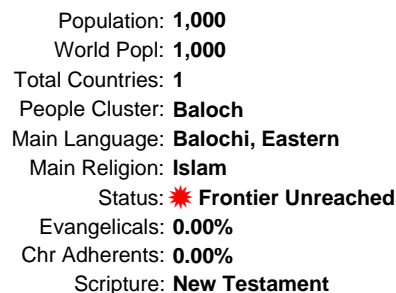 Population: 1,000
World Popl: 1,000
Total Countries: 1
People Cluster: Baloch
Main Language: Balochi, Eastern
Main Religion: Islam
Status: Frontier Unreached
Evangelicals: 0.00%
Chr Adherents: 0.00%
Scripture: New Testament